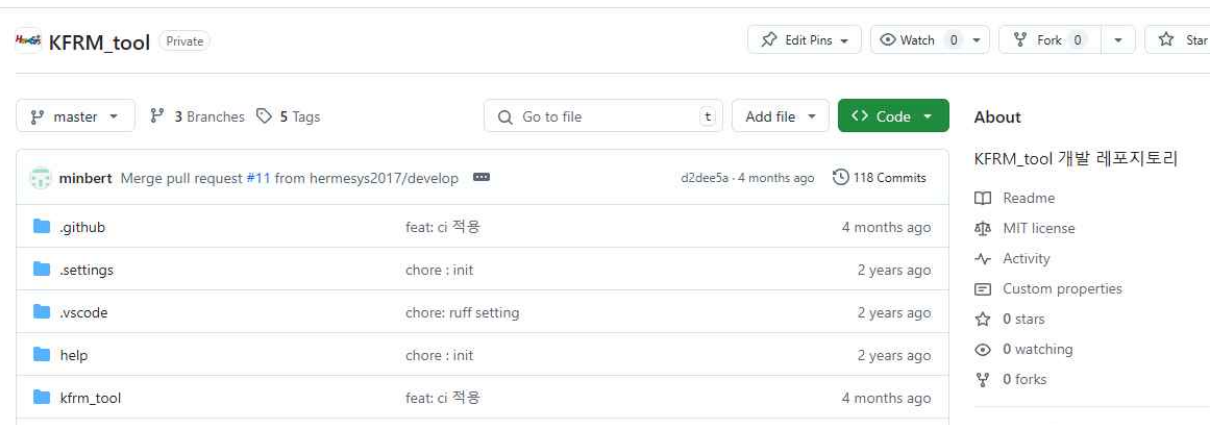 KFRM_tool Private Edit Pins Watch 0 Fork 0 Star
master 3 Branches 5 Tags Go to file t Add file Code About
KFRM_tool 개발 레포지토리
minbert Merge pull request #11 from hermesys2017/develop d2dee5a · 4 months ago 118 Commits
Readme
.github feat: ci 적용 4 months ago
MIT license
Activity
.settings chore : init 2 years ago
Custom properties
.vscode chore: ruff setting 2 years ago
0 stars
help chore : init 2 years ago
0 watching
0 forks
kfrm_tool feat: ci 적용 4 months ago